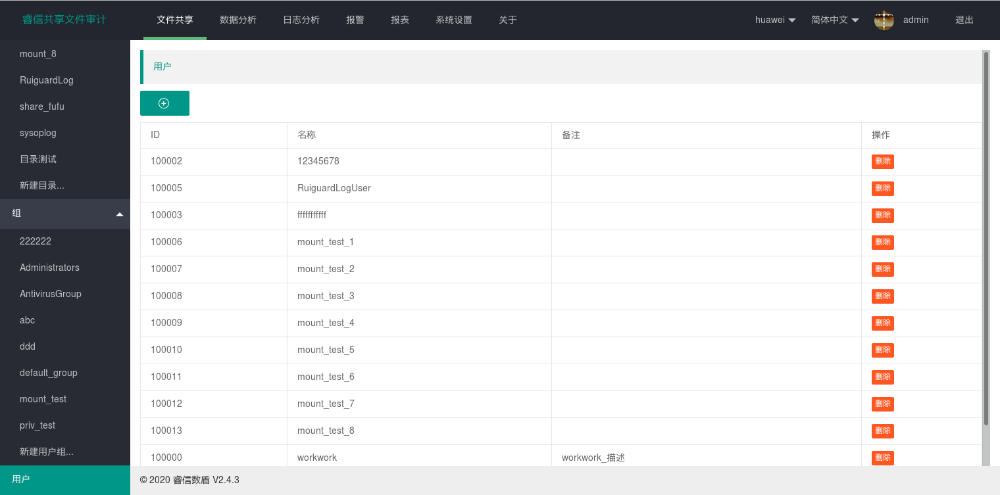 睿信共享文件审计 文件共享 数据分析 日志分析 报警 报表 系统设置 关于 huawei 简体中文 admin 退出
mount_8
RuiguardLog
share_fufu
sysoplog
目录测试
新建目录...
组
222222
Administrators
AntivirusGroup
abc
ddd
default_group
mount_test
priv_test
新建用户组...
用户
用户
ID 名称 备注 操作
100002 12345678 删除
100005 RuiguardLogUser 删除
100003 fffffffffff 删除
100006 mount_test_1 删除
100007 mount_test_2 删除
100008 mount_test_3 删除
100009 mount_test_4 删除
100010 mount_test_5 删除
100011 mount_test_6 删除
100012 mount_test_7 删除
100013 mount_test_8 删除
100000 workwork workwork_描述 删除
© 2020 睿信数盾 V2.4.3